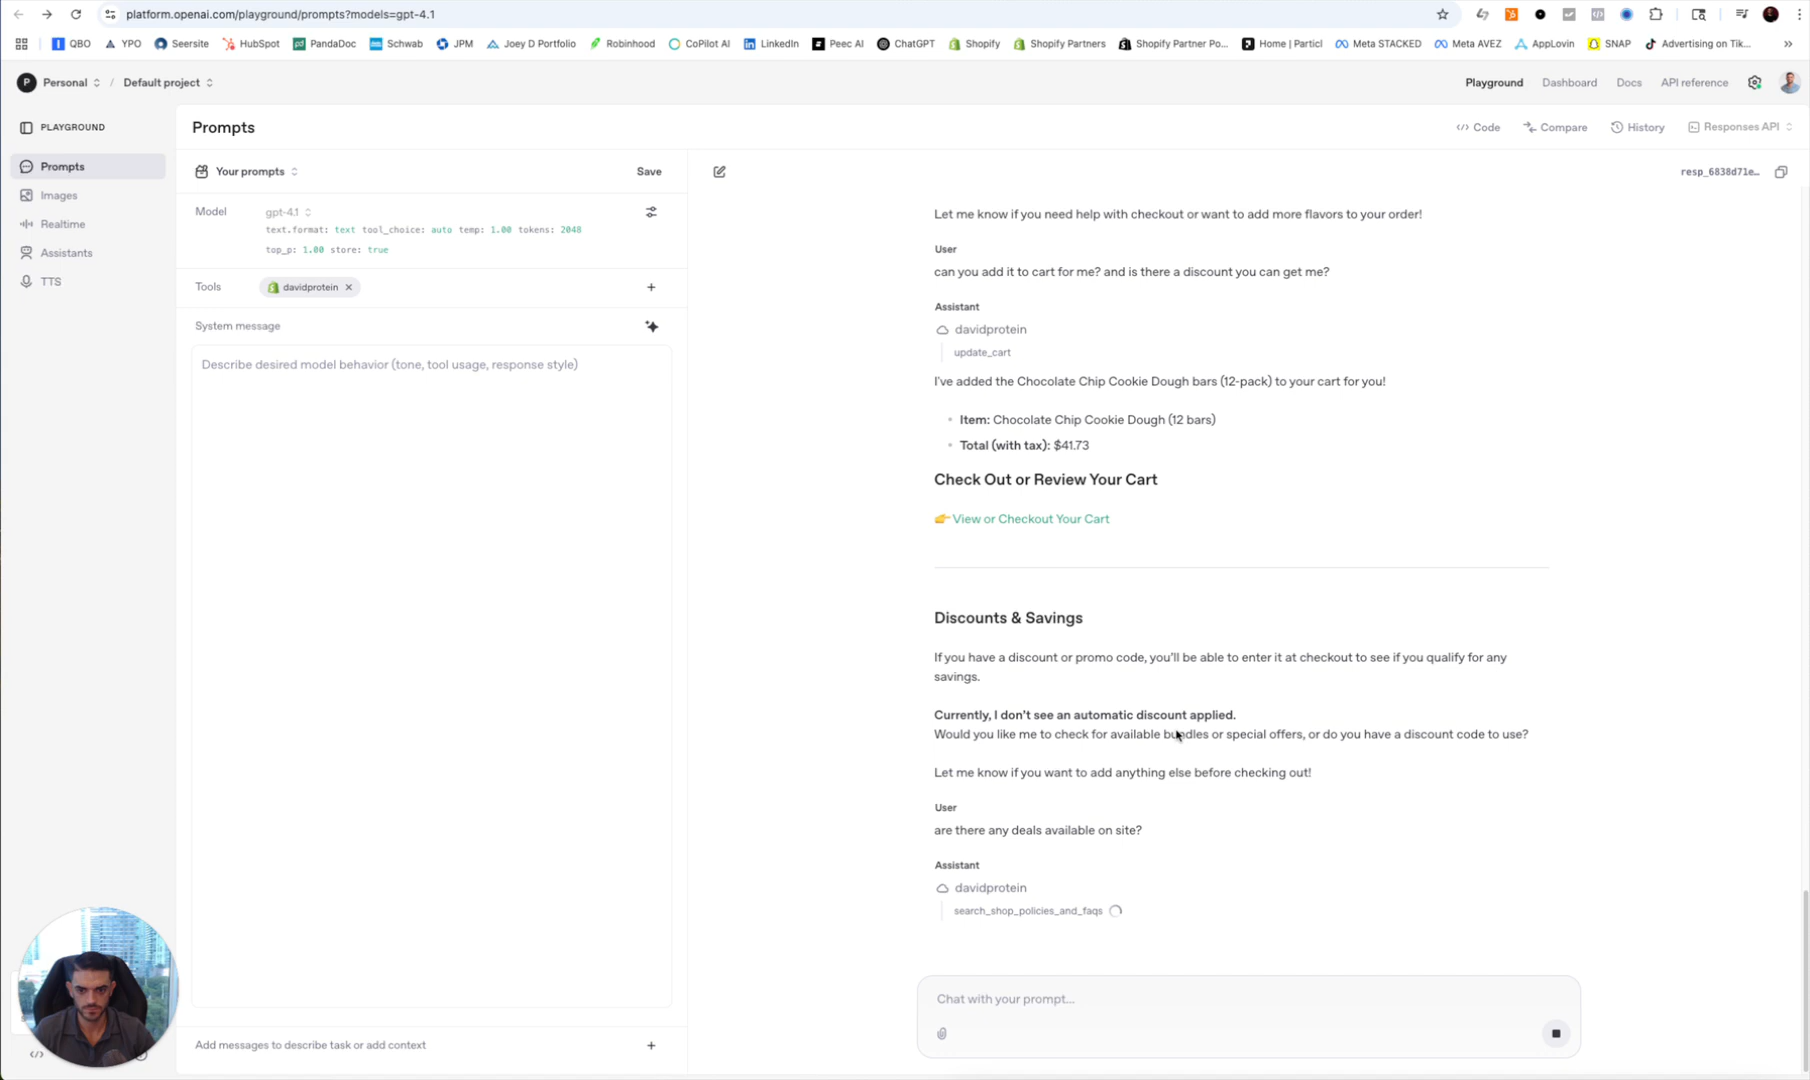 platform.openai.com/playground/prompts?models=gpt-4.1
QBO
YPO
Seersite
HubSpot
PandaDoc
Schwab
JPM
Joey D Portfolio
Robinhood
CoPilot AI
LinkedIn
Peec AI
ChatGPT
Shopify
Shopify Partners
Shopify Partner Po...
Home | Particl
Meta STACKED
Meta AVEZ
AppLovin
SNAP
Advertising on Tik...
P Personal / Default project
Playground Dashboard Docs API reference
PLAYGROUND
Prompts
Images
Realtime
Assistants
TTS
Prompts
Code Compare History Responses API
Your prompts Save
resp_6838d71e...
Model gpt-4.1
text.format: text tool_choice: auto temp: 1.00 tokens: 2048
top_p: 1.00 store: true
Tools davidprotein
System message
Describe desired model behavior (tone, tool usage, response style)
Add messages to describe task or add context
Let me know if you need help with checkout or want to add more flavors to your order!
User
can you add it to cart for me? and is there a discount you can get me?
Assistant
davidprotein
update_cart
I've added the Chocolate Chip Cookie Dough bars (12-pack) to your cart for you!
Item: Chocolate Chip Cookie Dough (12 bars)
Total (with tax): $41.73
Check Out or Review Your Cart
👉 View or Checkout Your Cart
Discounts & Savings
If you have a discount or promo code, you'll be able to enter it at checkout to see if you qualify for any
savings.
Currently, I don't see an automatic discount applied.
Would you like me to check for available bundles or special offers, or do you have a discount code to use?
Let me know if you want to add anything else before checking out!
User
are there any deals available on site?
Assistant
davidprotein
search_shop_policies_and_faqs
Chat with your prompt...